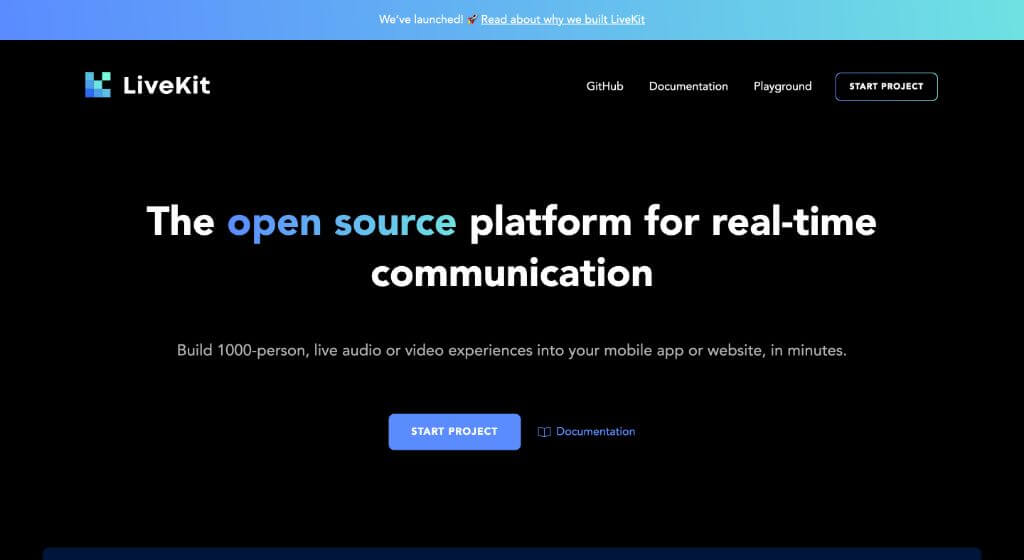 We've launched! 🚀 Read about why we built LiveKit
LiveKit
GitHub Documentation Playground START PROJECT
The open source platform for real-time
communication
Build 1000-person, live audio or video experiences into your mobile app or website, in minutes.
START PROJECT Documentation